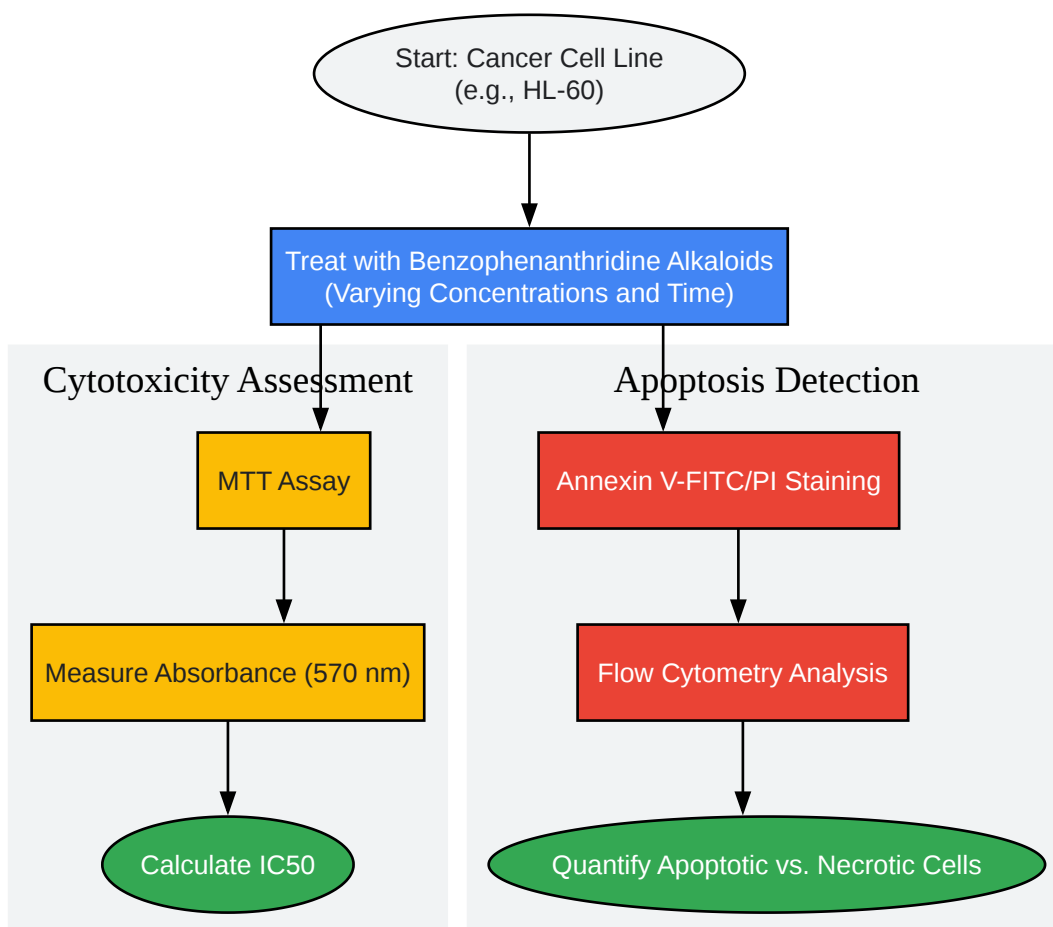 Start: Cancer Cell Line
(e.g., HL-60)
Treat with Benzophenanthridine Alkaloids
(Varying Concentrations and Time)
Cytotoxicity Assessment
MTT Assay
Measure Absorbance (570 nm)
Calculate IC50
Apoptosis Detection
Annexin V-FITC/PI Staining
Flow Cytometry Analysis
Quantify Apoptotic vs. Necrotic Cells